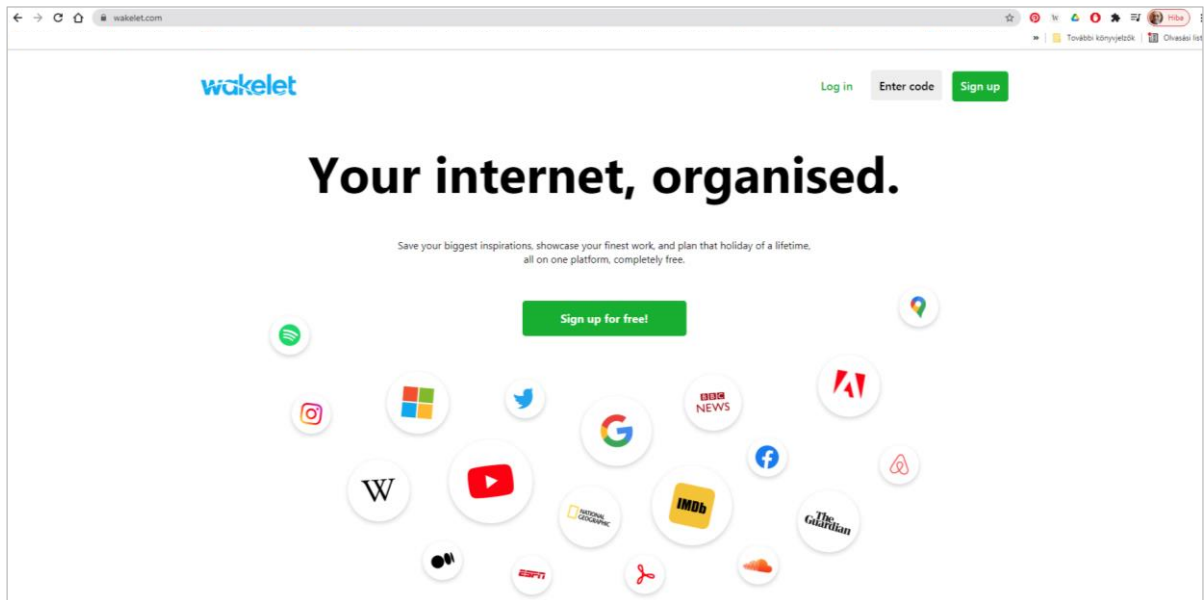 wakelet.com
Hiba
»
További könyvjelzők
Olvasási list
wakelet
Log in
Enter code
Sign up
Your internet, organised.
Save your biggest inspirations, showcase your finest work, and plan that holiday of a lifetime,
all on one platform, completely free.
Sign up for free!
BBC
NEWS
W
NATIONAL
GEOGRAPHIC
IMDb
The
Guardian
ESPN